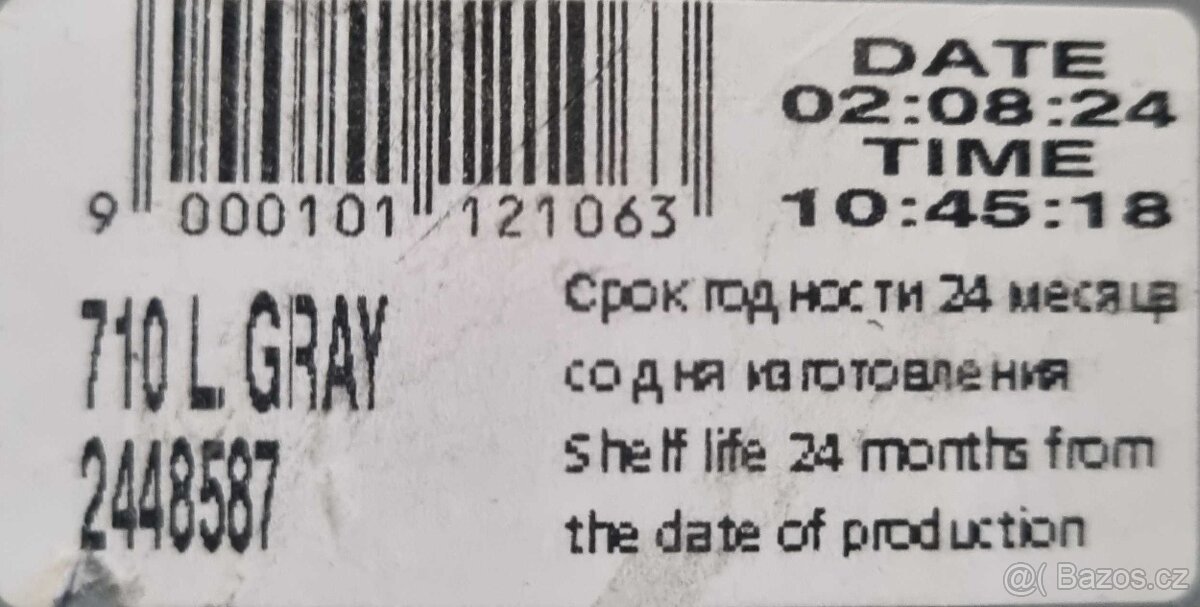 9 000101 121063
DATE
02:08:24
TIME
10:45:18
710 L. GRAY
2448587
Срок годности 24 месяца
со дня изготовления
Shelf life 24 months from
the date of production
@( Bazos.cz